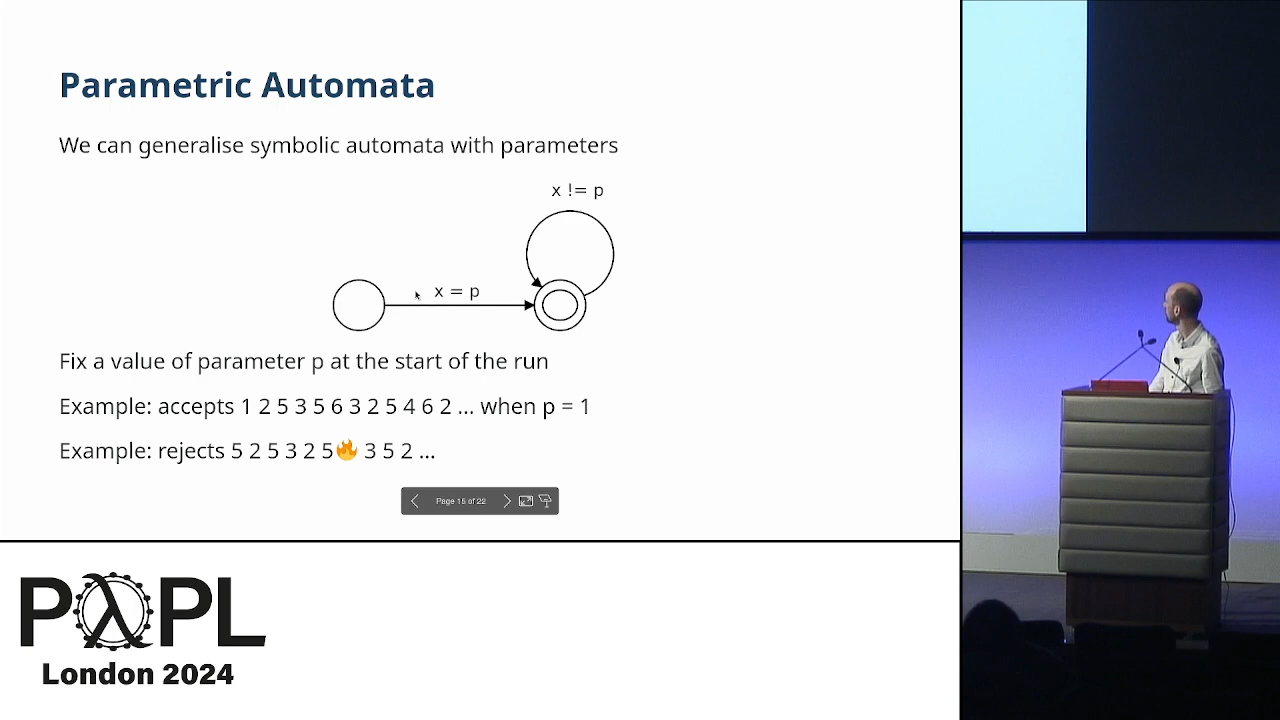 Parametric Automata
We can generalise symbolic automata with parameters
x != p
x = p
Fix a value of parameter p at the start of the run
Example: accepts 1 2 5 3 5 6 3 2 5 4 6 2 ... when p = 1
Example: rejects 5 2 5 3 2 5🔥 3 5 2 ...
Page 15 of 22
PλPL
London 2024